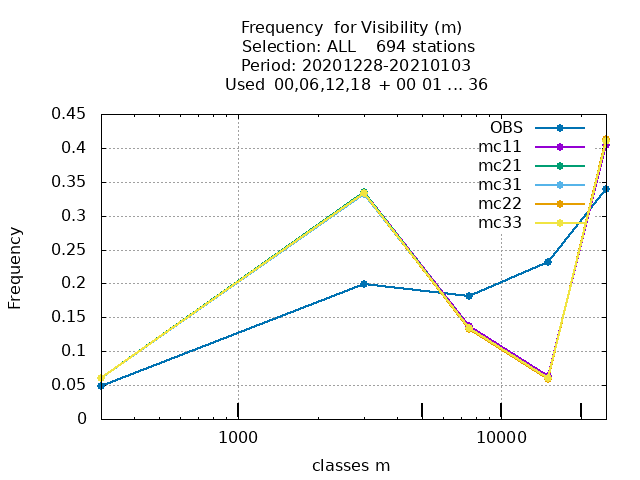 Frequency  for Visibility (m)
Selection: ALL    694 stations
Period: 20201228-20210103
Used  00,06,12,18  + 00 01 ... 36
0.45
0.4
0.35
0.3
0.25
0.2
0.15
0.1
0.05
0
Frequency
OBS
mc11
mc21
mc31
mc22
mc33
1000
10000
classes m